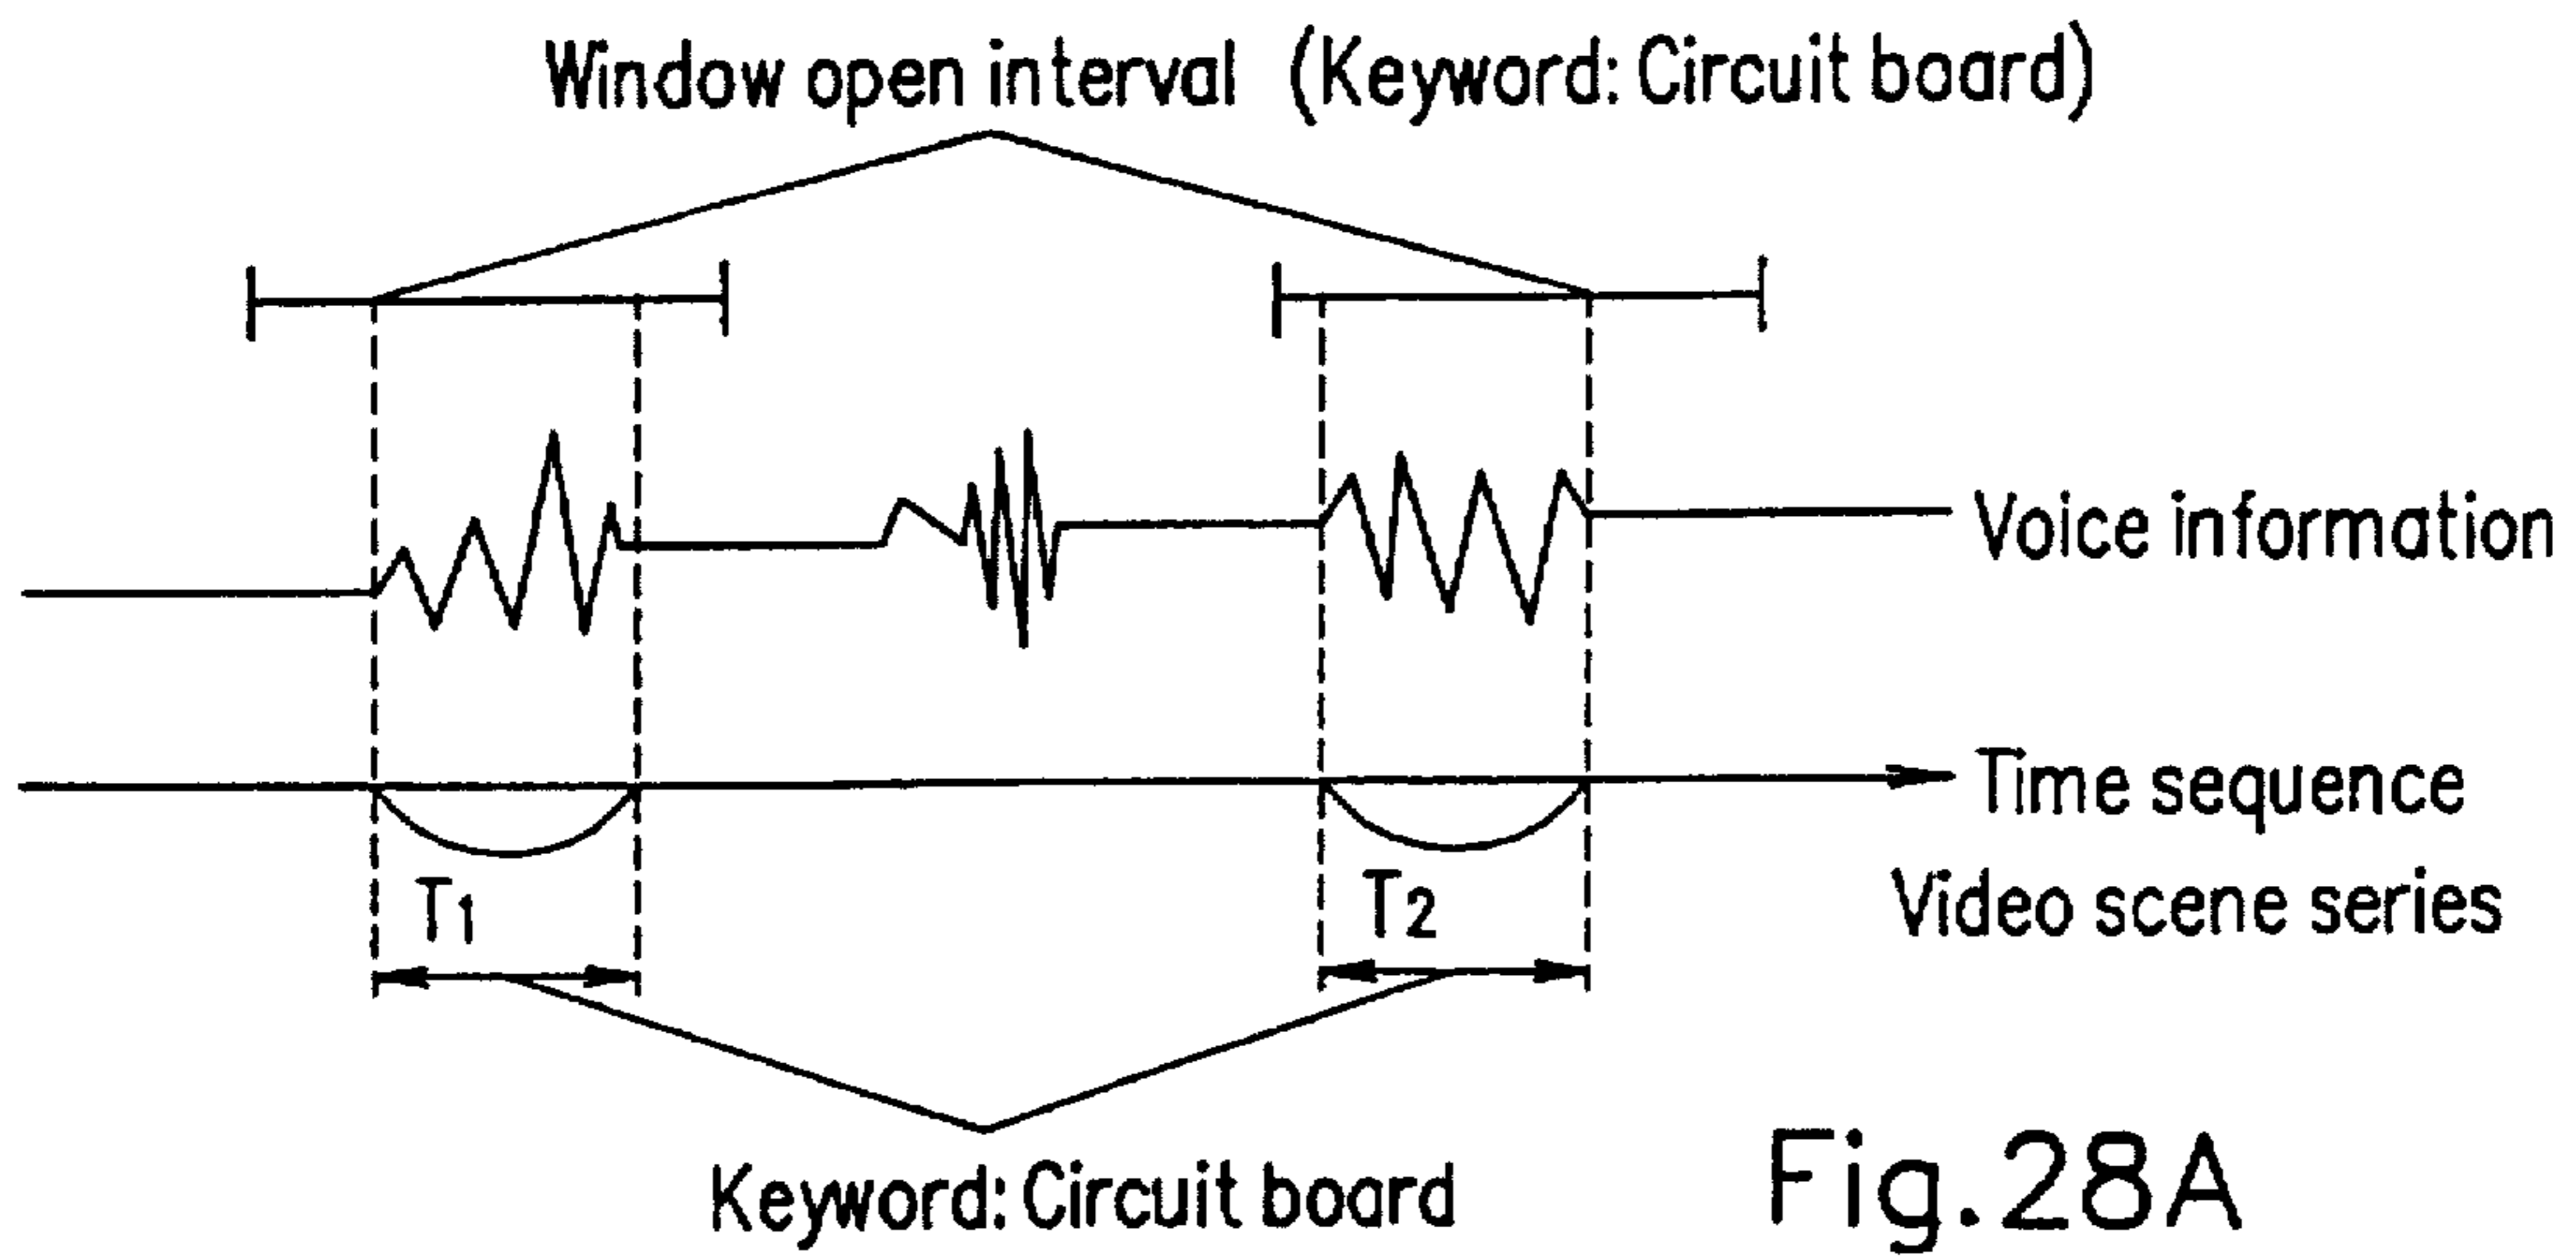 Window open interval (Keyword: Circuit board)
Voice information
Time sequence
Video scene series
T1
T2
Keyword: Circuit board
Fig.28A